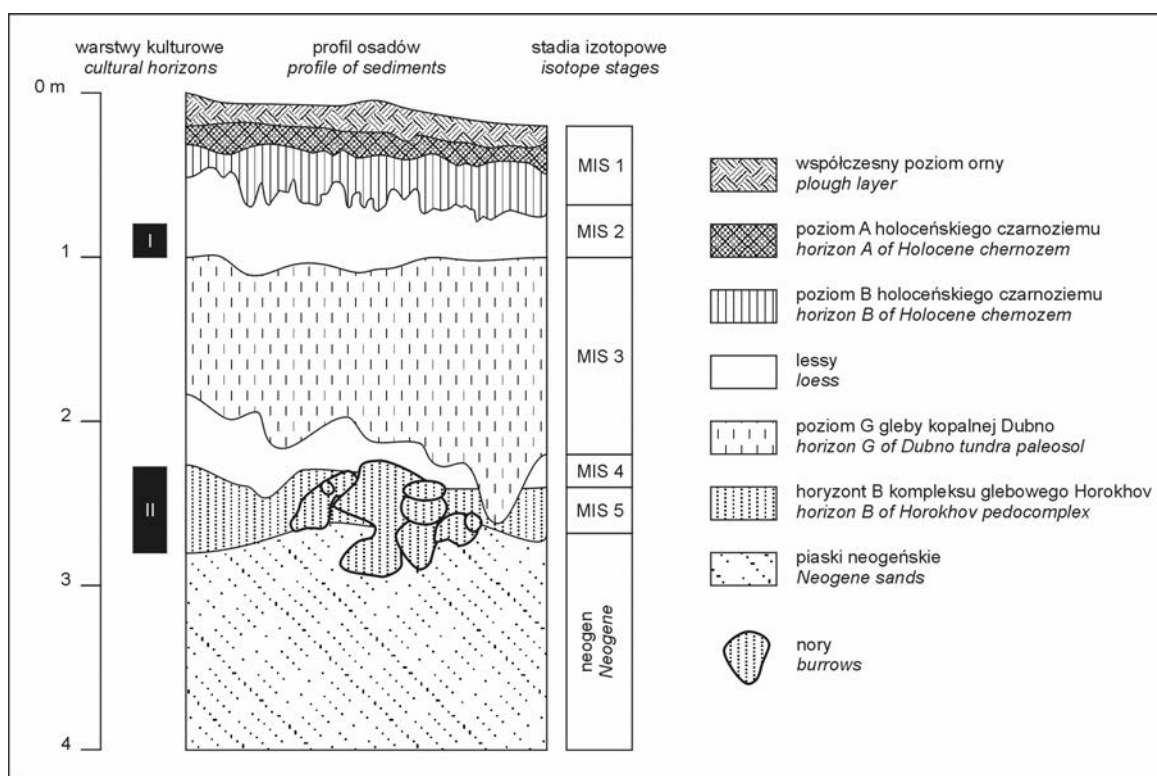 warstwy kulturowe
cultural horizons
profil osadów
profile of sediments
stadia izotopowe
isotope stages
0 m
1
2
3
4
I
II
MIS 1
MIS 2
MIS 3
MIS 4
MIS 5
neogen
Neogene
współczesny poziom orny
plough layer
poziom A holoceńskiego czarnoziemu
horizon A of Holocene chernozem
poziom B holoceńskiego czarnoziemu
horizon B of Holocene chernozem
lessy
loess
poziom G gleby kopalnej Dubno
horizon G of Dubno tundra paleosol
horyzont B kompleksu glebowego Horokhov
horizon B of Horokhov pedocomplex
piaski neogeńskie
Neogene sands
nory
burrows